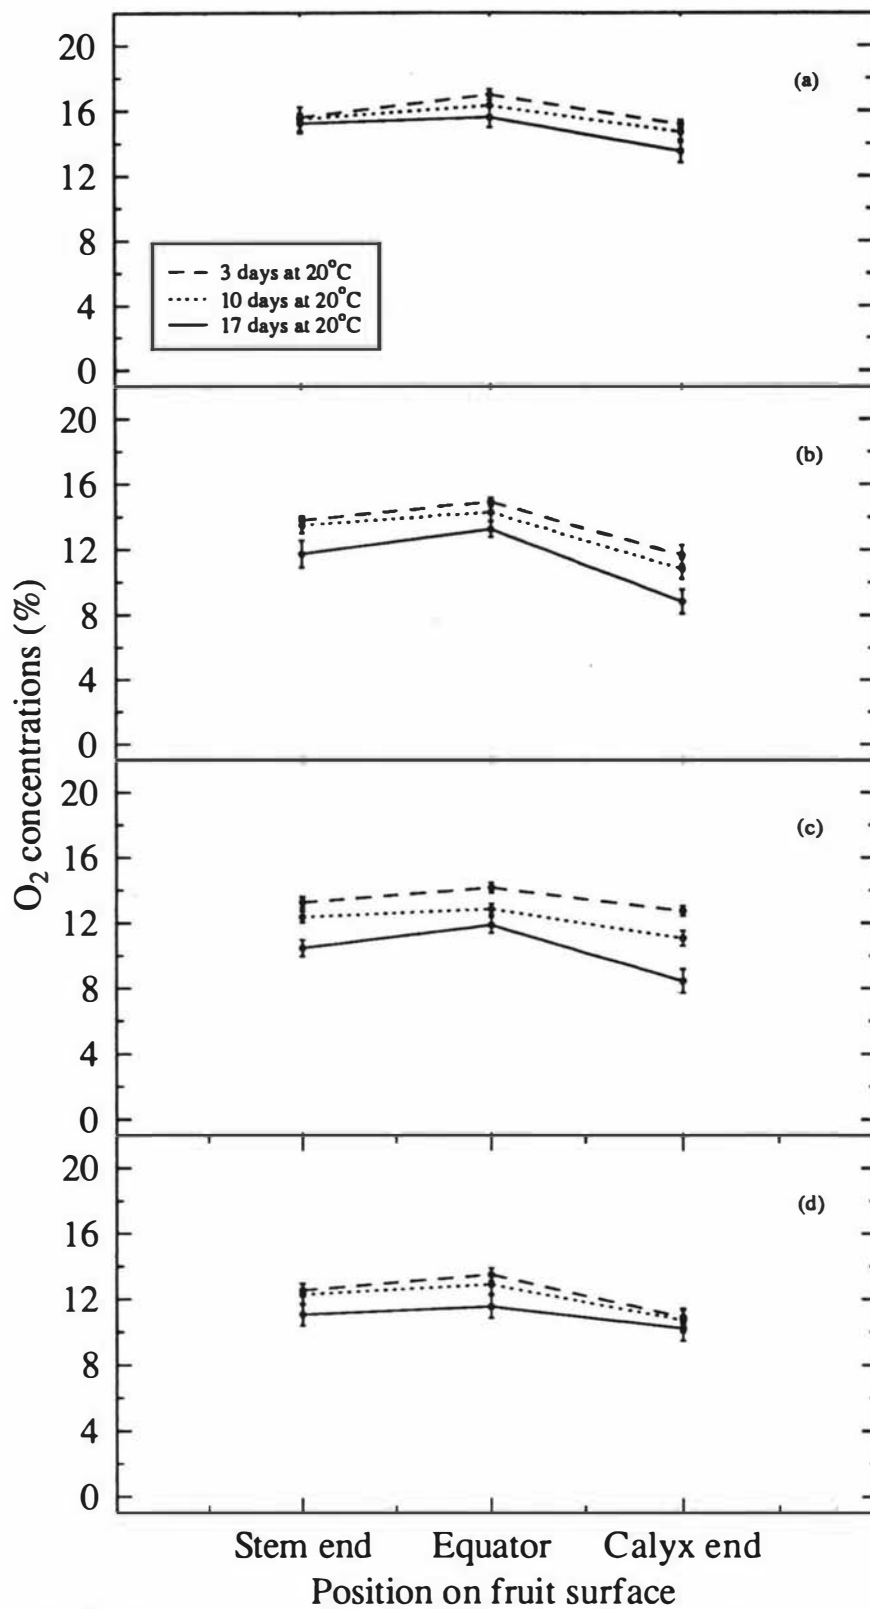 20
16
12
8
4
0
(a)
3 days at 20°C
10 days at 20°C
17 days at 20°C
20
16
12
8
4
0
(b)
O₂ concentrations (%)
20
16
12
8
4
0
(c)
20
16
12
8
4
0
(d)
Stem end Equator Calyx end
Position on fruit surface